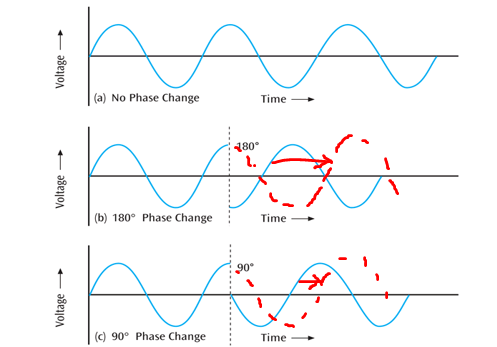 Voltage
(a) No Phase Change
Time
180°
Voltage
(b) 180° Phase Change
Time
90°
Voltage
(c) 90° Phase Change
Time